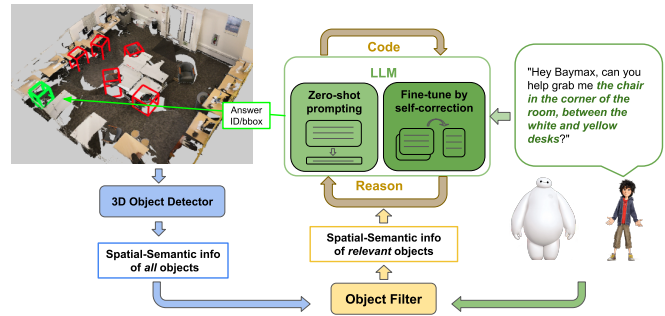 Code
LLM
Zero-shot
prompting
Fine-tune by
self-correction
Answer
ID/bbox
Reason
"Hey Baymax, can you
help grab me the chair
in the corner of the
room, between the
white and yellow
desks?"
3D Object Detector
Spatial-Semantic info
of all objects
Spatial-Semantic info
of relevant objects
Object Filter